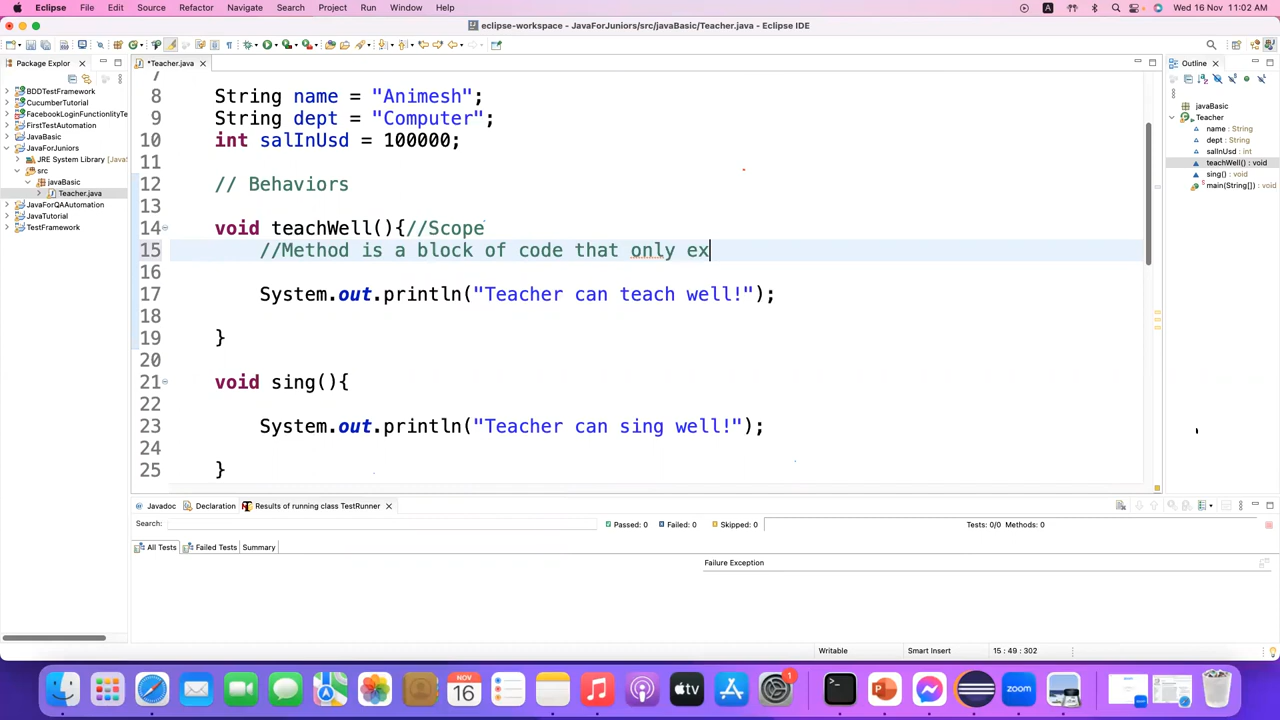 Eclipse File Edit Source Refactor Navigate Search Project Run Window Help A Wed 16 Nov 11:02 AM
eclipse-workspace - JavaForJuniors/src/javaBasic/Teacher.java - Eclipse IDE
Package Explor
BDDTestFramework
CucumberTutorial
FacebookLoginFunctionlityTe
FirstTestAutomation
JavaBasic
JavaForJuniors
JRE System Library [JavaS
src
javaBasic
Teacher.java
JavaForQAAutomation
JavaTutorial
TestFramework
*Teacher.java
7
8 String name = "Animesh";
9 String dept = "Computer";
10 int salInUsd = 100000;
11
12 // Behaviors
13
14 void teachWell(){//Scope
15 //Method is a block of code that only ex
16
17 System.out.println("Teacher can teach well!");
18
19 }
20
21 void sing(){
22
23 System.out.println("Teacher can sing well!");
24
25 }
Outline
javaBasic
Teacher
name : String
dept : String
salInUsd : int
teachWell() : void
sing() : void
main(String[]) : void
Javadoc Declaration Results of running class TestRunner
Search: Passed: 0 Failed: 0 Skipped: 0 Tests: 0/0 Methods: 0
All Tests Failed Tests Summary
Failure Exception
Writable Smart Insert 15 : 49 : 302
NOV
16
tv
1
zoom